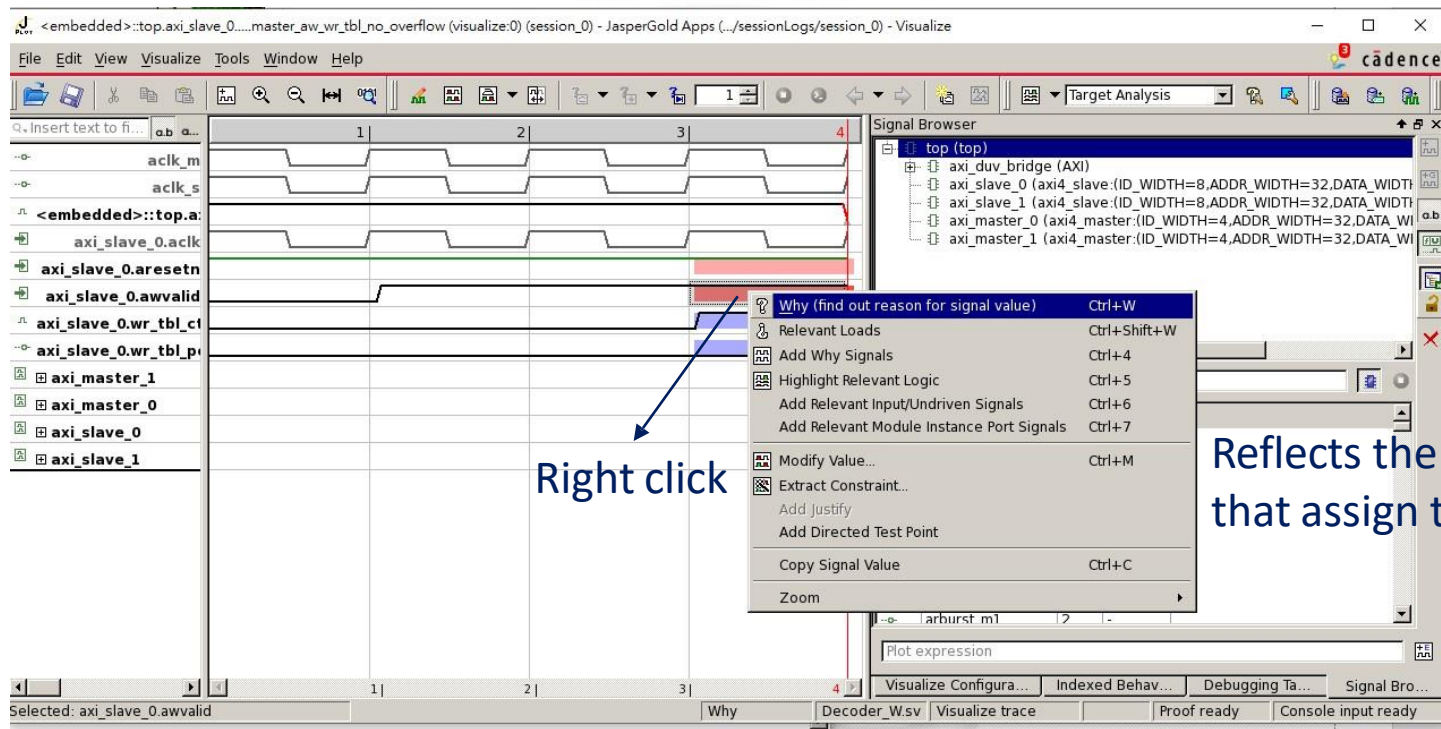 <embedded>::top.axi_slave_0.....master_aw_wr_tbl_no_overflow (visualize:0) (session_0) - JasperGold Apps (.../sessionLogs/session_0) - Visualize
File Edit View Visualize Tools Window Help
cādence
3
1
Target Analysis
Insert text to fi...
a.b
a...
1
2
3
4
aclk_m
aclk_s
<embedded>::top.a
axi_slave_0.aclk
axi_slave_0.aresetn
axi_slave_0.awvalid
axi_slave_0.wr_tbl_ct
axi_slave_0.wr_tbl_p
axi_master_1
axi_master_0
axi_slave_0
axi_slave_1
Right click
Signal Browser
top (top)
axi_duv_bridge (AXI)
axi_slave_0 (axi4_slave:(ID_WIDTH=8,ADDR_WIDTH=32,DATA_WIDTH
axi_slave_1 (axi4_slave:(ID_WIDTH=8,ADDR_WIDTH=32,DATA_WIDTH
axi_master_0 (axi4_master:(ID_WIDTH=4,ADDR_WIDTH=32,DATA_WI
axi_master_1 (axi4_master:(ID_WIDTH=4,ADDR_WIDTH=32,DATA_WI
a.b
Why (find out reason for signal value) Ctrl+W
Relevant Loads Ctrl+Shift+W
Add Why Signals Ctrl+4
Highlight Relevant Logic Ctrl+5
Add Relevant Input/Undriven Signals Ctrl+6
Add Relevant Module Instance Port Signals Ctrl+7
Modify Value... Ctrl+M
Extract Constraint...
Add Justify
Add Directed Test Point
Copy Signal Value Ctrl+C
Zoom
Reflects the
that assign t
arburst_m1 2 -
Plot expression
1
2
3
4
Visualize Configura... Indexed Behav... Debugging Ta... Signal Bro...
Selected: axi_slave_0.awvalid Why Decoder_W.sv Visualize trace Proof ready Console input ready